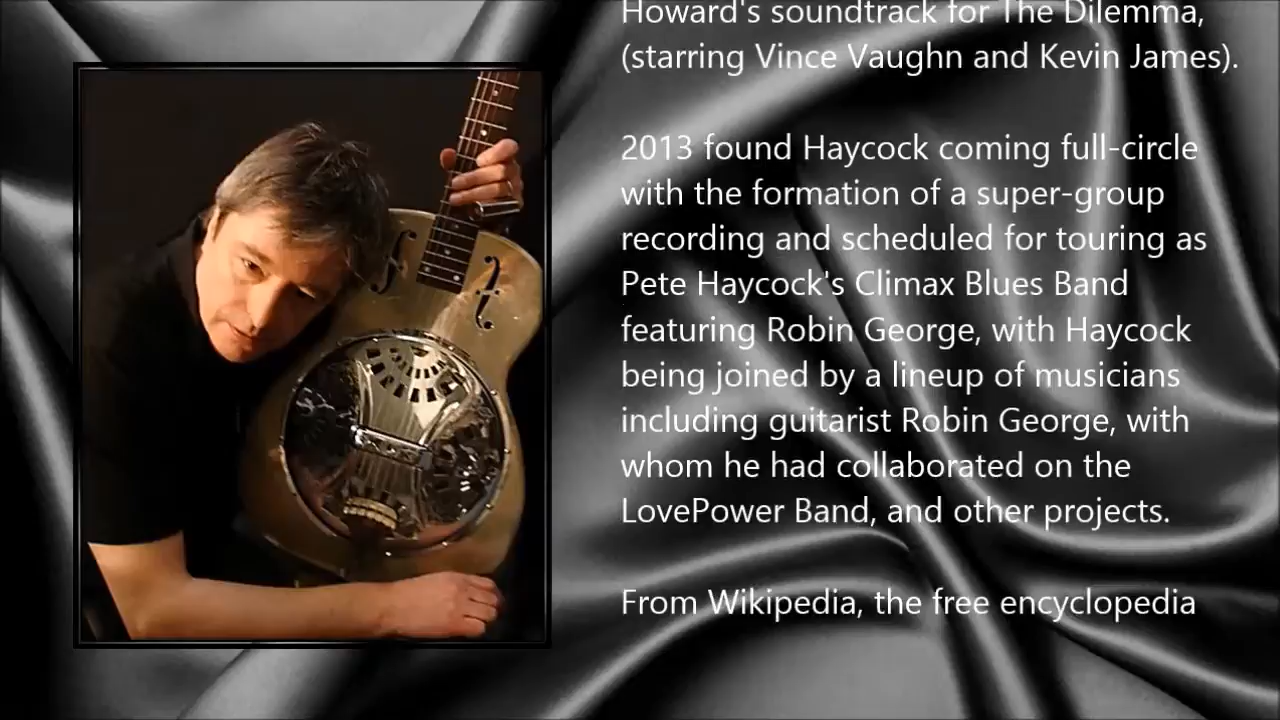 Howard's soundtrack for The Dilemma,
(starring Vince Vaughn and Kevin James).
2013 found Haycock coming full-circle
with the formation of a super-group
recording and scheduled for touring as
Pete Haycock's Climax Blues Band
featuring Robin George, with Haycock
being joined by a lineup of musicians
including guitarist Robin George, with
whom he had collaborated on the
LovePower Band, and other projects.
From Wikipedia, the free encyclopedia